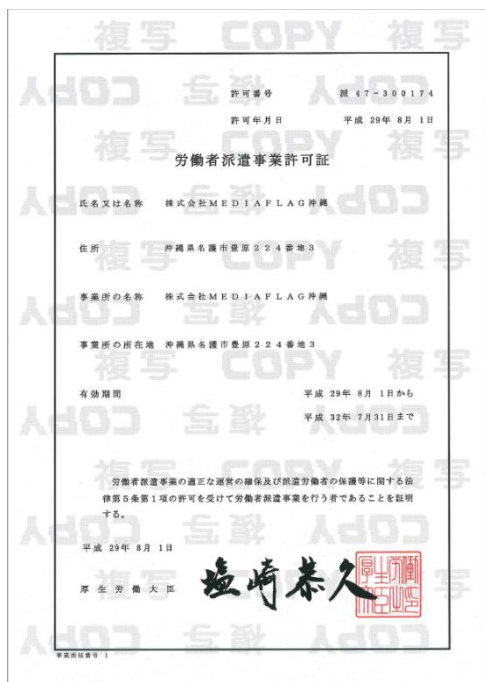 複写 COPY 複写
許可番号 派 47-300174
許可年月日 平成 29年 8月 1日
労働者派遣事業許可証
氏名又は名称 株式会社MEDIAFLAG沖縄
住所 沖縄県名護市豊原224番地3
事業所の名称 株式会社MEDIAFLAG沖縄
事業所の所在地 沖縄県名護市豊原224番地3
有効期間 平成 29年 8月 1日から
平成 32年 7月31日まで
労働者派遣事業の適正な運営の確保及び派遣労働者の保護等に関する法
律第5条第1項の許可を受けて労働者派遣事業を行う者であることを証明
する。
平成 29年 8月 1日
厚生労働大臣 塩崎恭久
事業所枝番号 1